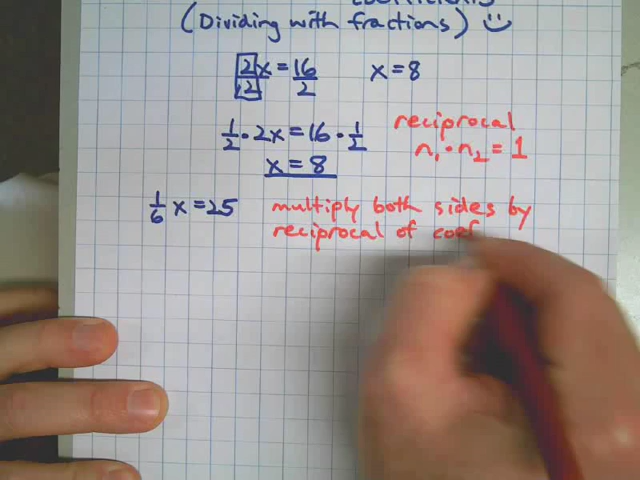 (Dividing with fractions) ☺
2x/2 = 16/2 x = 8
1/2 · 2x = 16 · 1/2 reciprocal
n₁ · n₂ = 1
x = 8
1/6 x = 25 multiply both sides by
reciprocal of coef